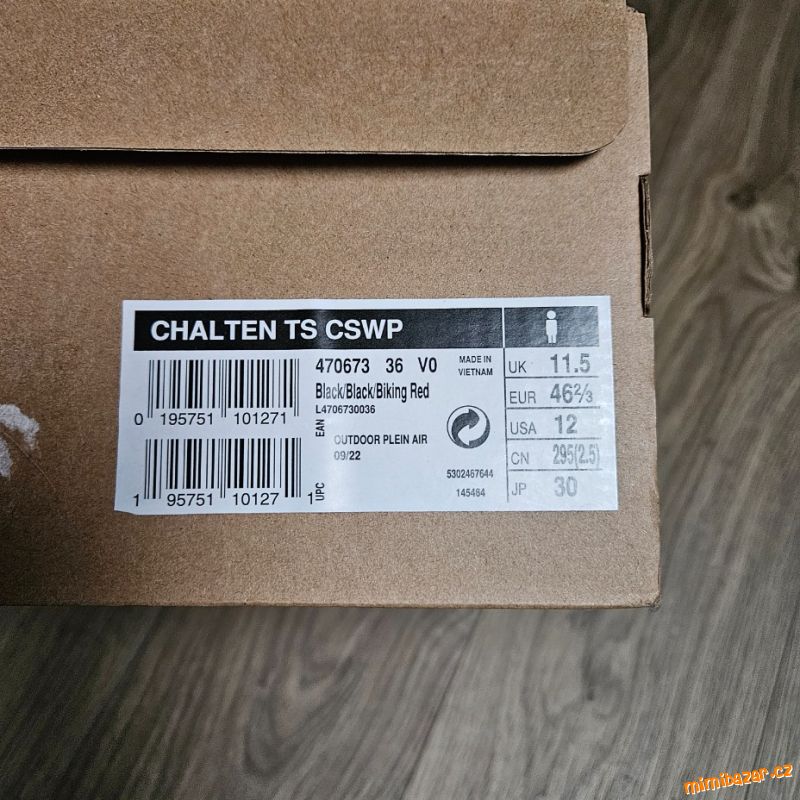 CHALTEN TS CSWP
470673 36 V0
MADE IN
VIETNAM
Black/Black/Biking Red
L4706730036
0 195751 101271
EAN
OUTDOOR PLEIN AIR
09/22
5302467644
145484
1 95751 10127 1
UPC
UK 11.5
EUR 46⅔
USA 12
CN 295(2.5)
JP 30
mimibazar.cz